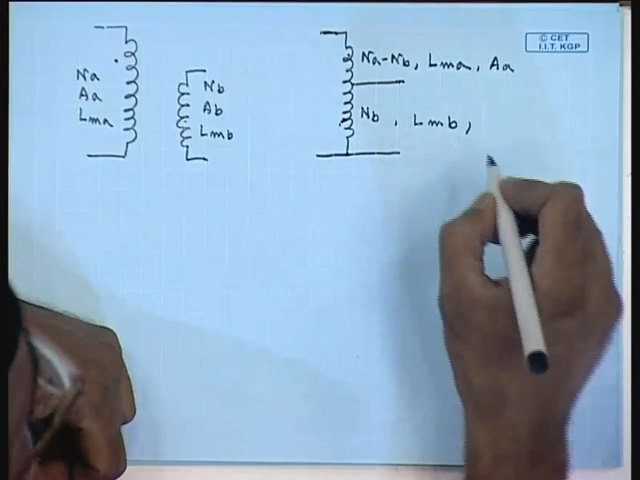 © CET
I.I.T. KGP
Na
Aa
Lma
Nb
Ab
Lmb
Na-Nb, Lma, Aa
Nb, Lmb,